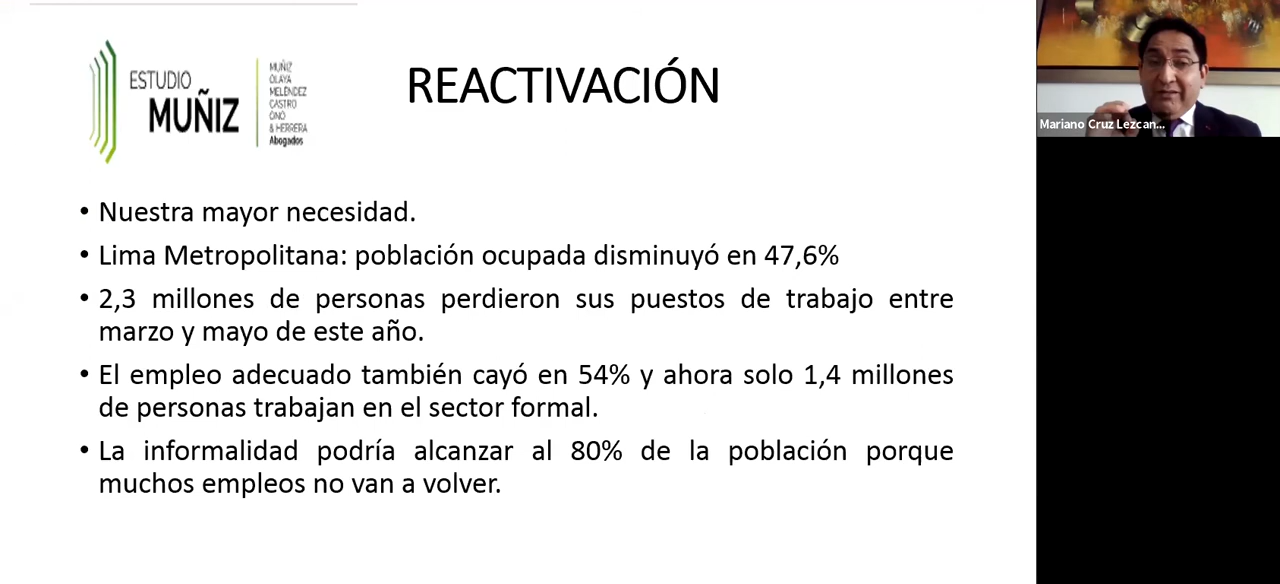 ESTUDIO
MUÑIZ
MUÑIZ
OLAYA
MELÉNDEZ
CASTRO
ONO
& HERRERA
Abogados
REACTIVACIÓN
• Nuestra mayor necesidad.
• Lima Metropolitana: población ocupada disminuyó en 47,6%
• 2,3 millones de personas perdieron sus puestos de trabajo entre
marzo y mayo de este año.
• El empleo adecuado también cayó en 54% y ahora solo 1,4 millones
de personas trabajan en el sector formal.
• La informalidad podría alcanzar al 80% de la población porque
muchos empleos no van a volver.
Mariano Cruz Lezcan...